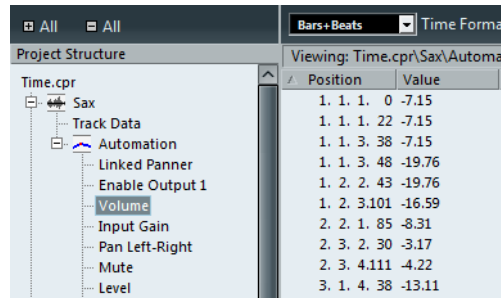 All All
Bars+Beats Time Forma
Project Structure
Viewing: Time.cpr\Sax\Automa
Time.cpr
Sax
Track Data
Automation
Linked Panner
Enable Output 1
Volume
Input Gain
Pan Left-Right
Mute
Level
Position Value
1. 1. 1. 0 -7.15
1. 1. 1. 22 -7.15
1. 1. 3. 38 -7.15
1. 1. 3. 48 -19.76
1. 2. 2. 43 -19.76
1. 2. 3.101 -16.59
2. 2. 1. 85 -8.31
2. 3. 2. 30 -3.17
2. 3. 4.111 -4.22
3. 1. 4. 38 -13.11